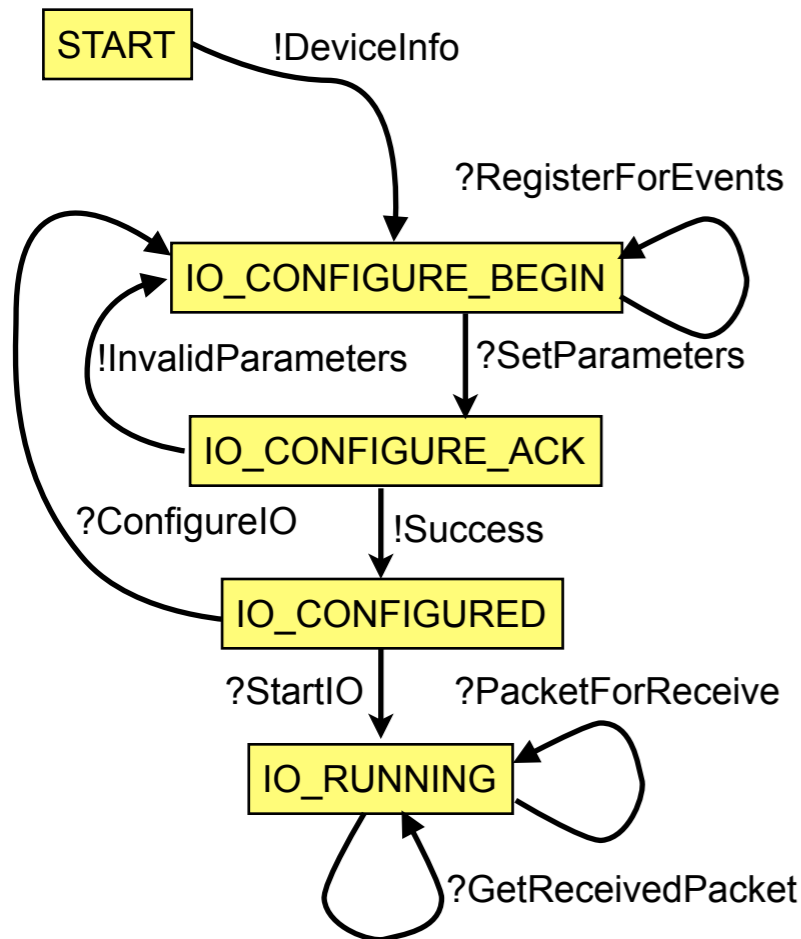 START
!DeviceInfo
?RegisterForEvents
IO_CONFIGURE_BEGIN
!InvalidParameters
?SetParameters
IO_CONFIGURE_ACK
?ConfigureIO
!Success
IO_CONFIGURED
?StartIO
?PacketForReceive
IO_RUNNING
?GetReceivedPacket